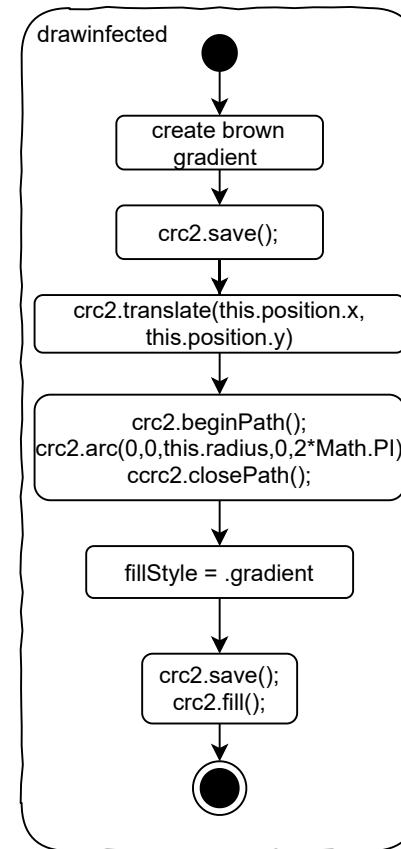 drawinfected
create brown
gradient
crc2.save();
crc2.translate(this.position.x,
this.position.y)
crc2.beginPath();
crc2.arc(0,0,this.radius,0,2*Math.PI)
ccrc2.closePath();
fillStyle = .gradient
crc2.save();
crc2.fill();